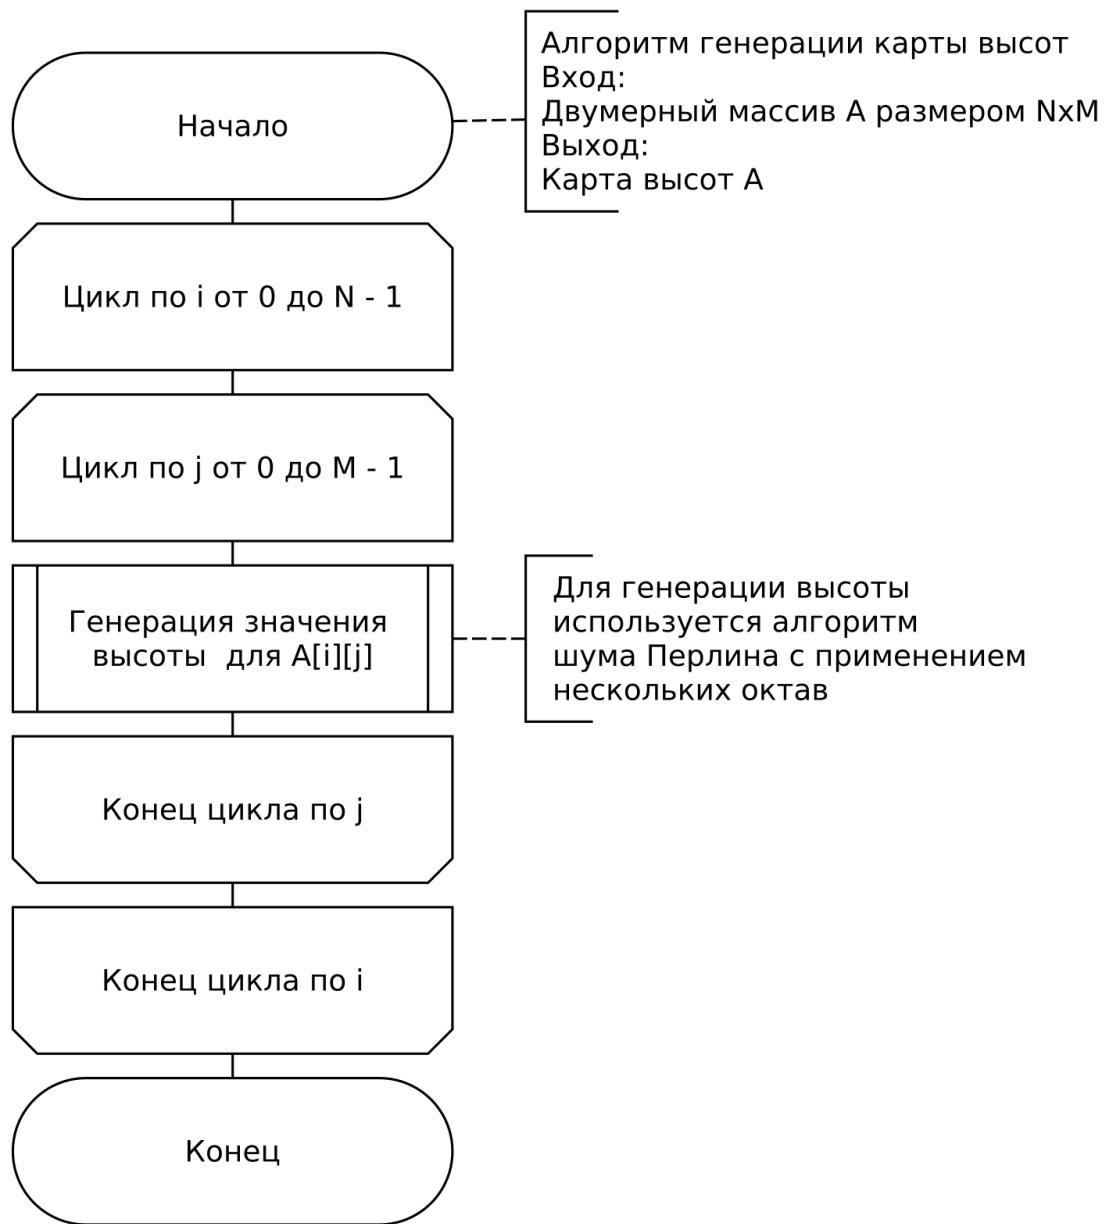 Начало
Алгоритм генерации карты высот
Вход:
Двумерный массив A размером NxM
Выход:
Карта высот A
Цикл по i от 0 до N - 1
Цикл по j от 0 до M - 1
Генерация значения
высоты  для A[i][j]
Для генерации высоты
используется алгоритм
шума Перлина с применением
нескольких октав
Конец цикла по j
Конец цикла по i
Конец